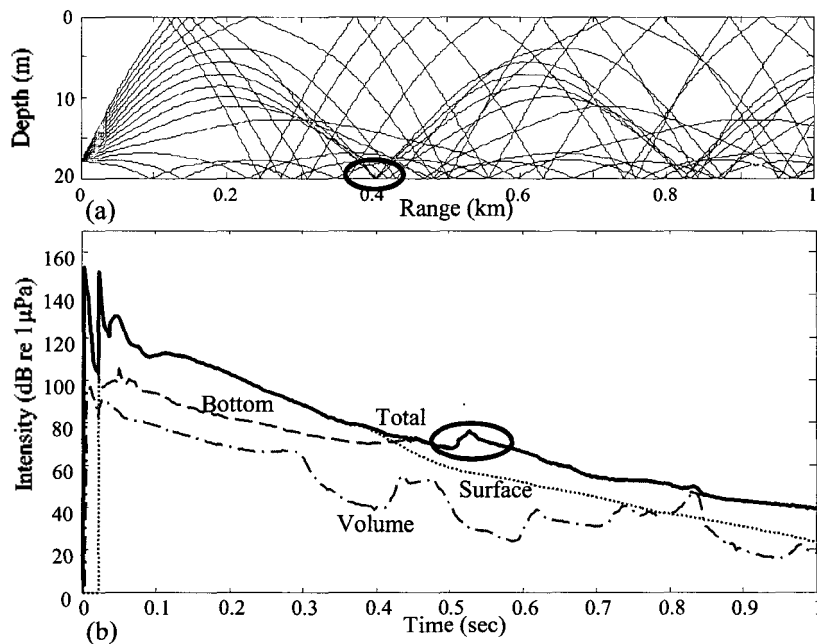 0
10
20
Depth (m)
0
0.2
0.4
0.6
0.8
1
Range (km)
(a)
160
140
120
100
80
60
40
20
0
Intensity (dB re 1μPa)
Bottom
Total
Surface
Volume
0
0.1
0.2
0.3
0.4
0.5
0.6
0.7
0.8
0.9
1
Time (sec)
(b)